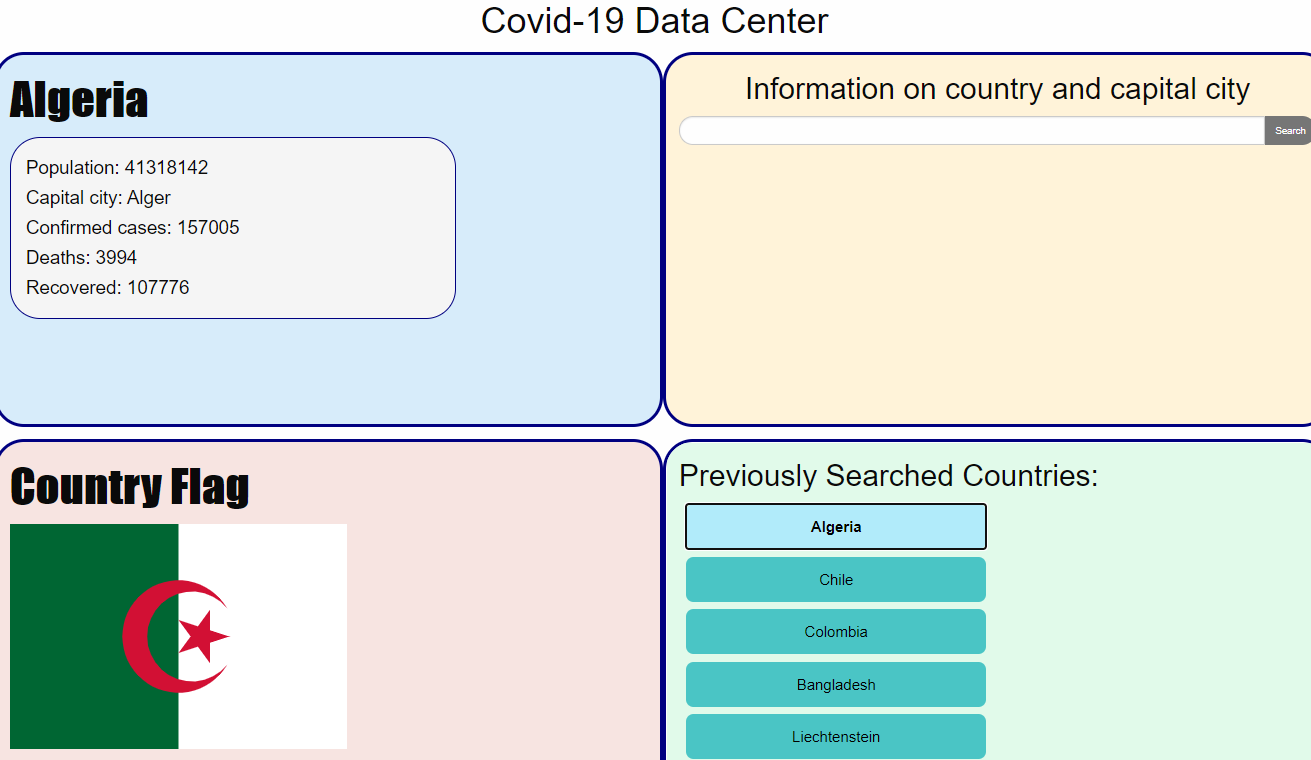 Covid-19 Data Center
Algeria
Population: 41318142
Capital city: Alger
Confirmed cases: 157005
Deaths: 3994
Recovered: 107776
Information on country and capital city
Search
Country Flag
Previously Searched Countries:
Algeria
Chile
Colombia
Bangladesh
Liechtenstein